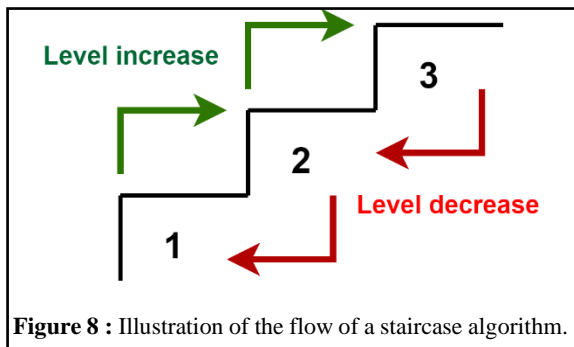 Level increase
3
2
Level decrease
1
Figure 8 : Illustration of the flow of a staircase algorithm.